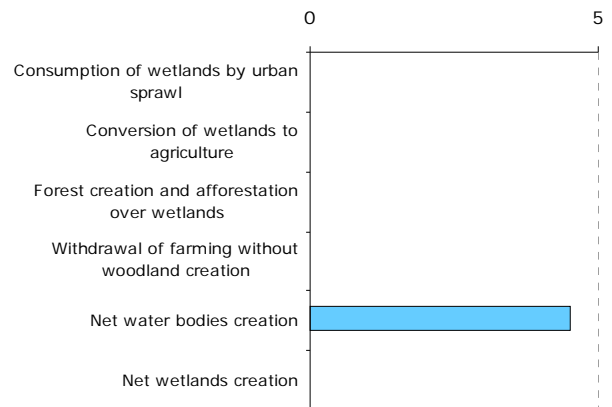 0 5
Consumption of wetlands by urban
sprawl
Conversion of wetlands to
agriculture
Forest creation and afforestation
over wetlands
Withdrawal of farming without
woodland creation
Net water bodies creation
Net wetlands creation